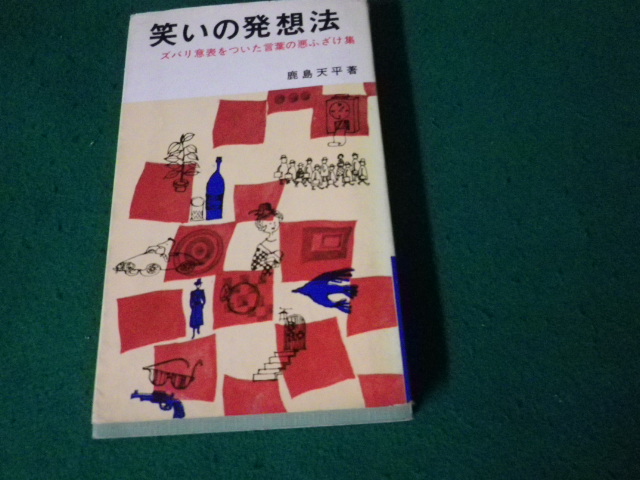 笑いの発想法
ズバリ意表をついた言葉の悪ふざけ集
鹿島天平著